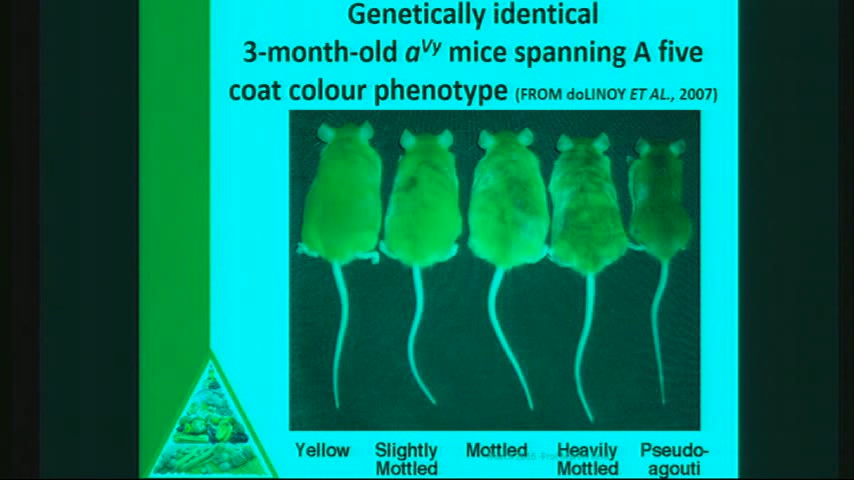 Genetically identical
3-month-old aVy mice spanning A five
coat colour phenotype (FROM doLINOY ET AL., 2007)
Yellow Slightly Mottled Mottled Heavily Mottled Pseudo-agouti